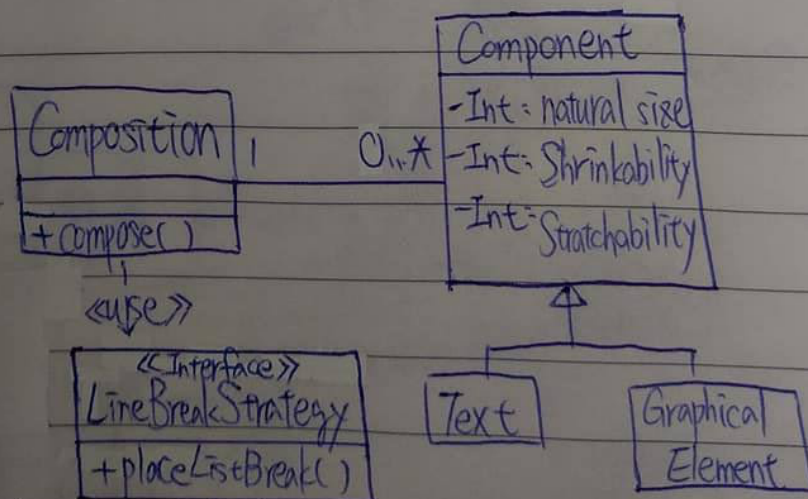 Component
-Int: natural size
-Int: Shrinkability
-Int: Stratchability
Composition
1
0..*
+compose()
<<use>>
<<Interface>>
LineBreakStrategy
+placeListBreak()
Text
Graphical
Element